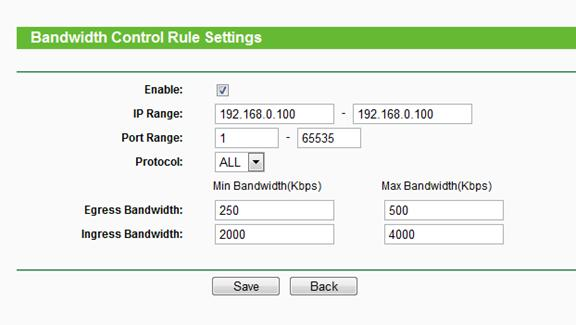 Bandwidth Control Rule Settings
Enable:
IP Range: 192.168.0.100 - 192.168.0.100
Port Range: 1 - 65535
Protocol: ALL
Min Bandwidth(Kbps) Max Bandwidth(Kbps)
Egress Bandwidth: 250 500
Ingress Bandwidth: 2000 4000
Save Back